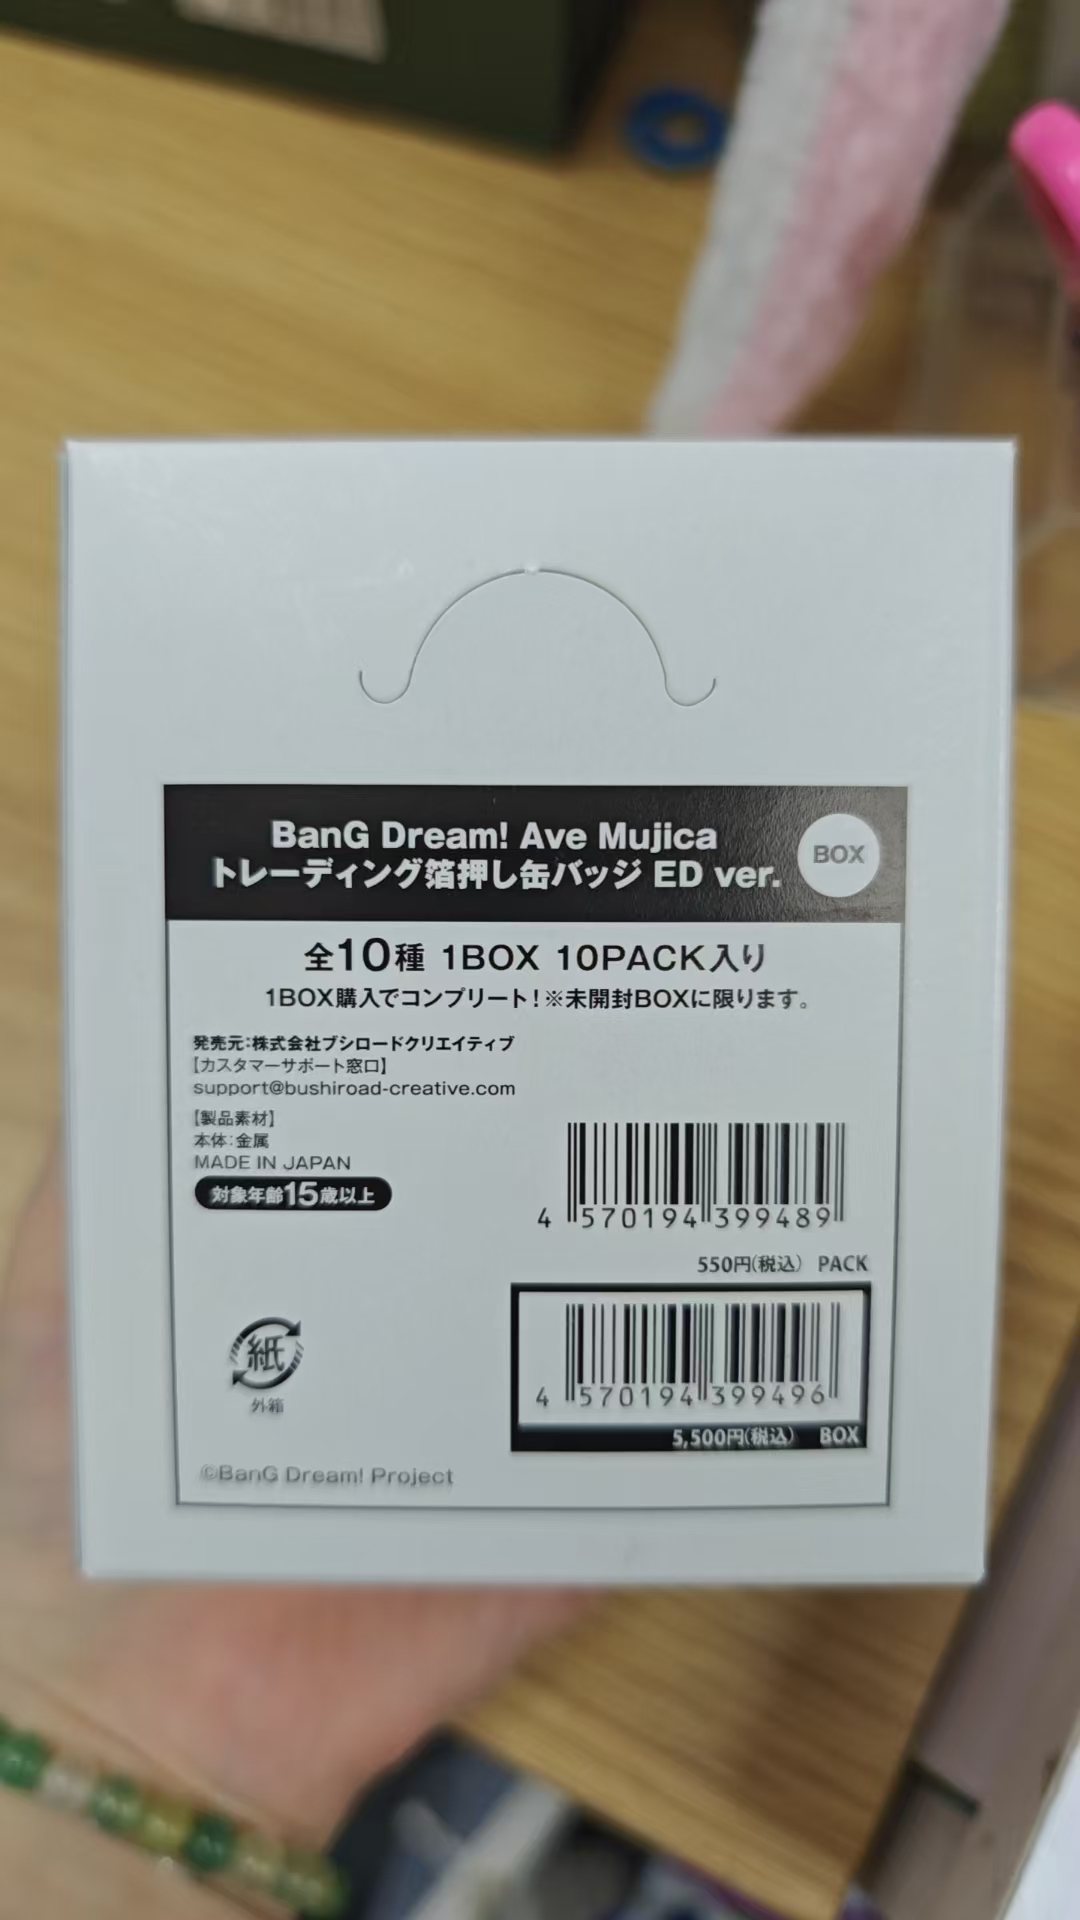 BanG Dream! Ave Mujica
トレーディング箔押し缶バッジ ED ver.
BOX
全10種 1BOX 10PACK入り
1BOX購入でコンプリート!※未開封BOXに限ります。
発売元:株式会社ブシロードクリエイティブ
【カスタマーサポート窓口】
support@bushiroad-creative.com
【製品素材】
本体:金属
MADE IN JAPAN
対象年齢15歳以上
4 570194 399489
550円(税込) PACK
4 570194 399496
5,500円(税込) BOX
紙
外箱
©BanG Dream! Project